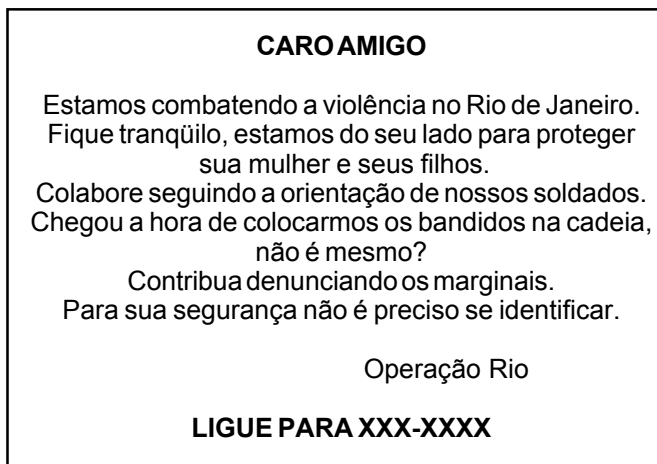 CARO AMIGO
Estamos combatendo a violência no Rio de Janeiro.
Fique tranqüilo, estamos do seu lado para proteger
sua mulher e seus filhos.
Colabore seguindo a orientação de nossos soldados.
Chegou a hora de colocarmos os bandidos na cadeia,
não é mesmo?
Contribua denunciando os marginais.
Para sua segurança não é preciso se identificar.
Operação Rio
LIGUE PARA XXX-XXXX